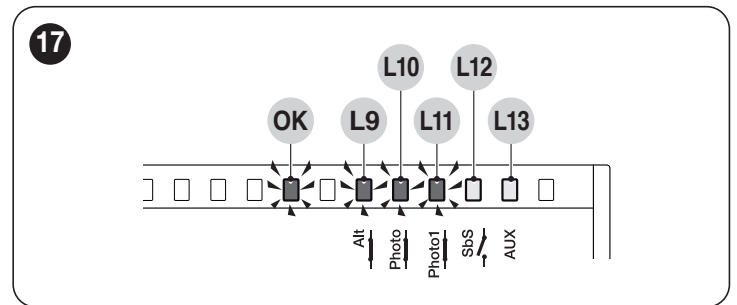 17
L10 L12
OK L9 L11 L13
Alt
Photo
Photo1
SbS
AUX